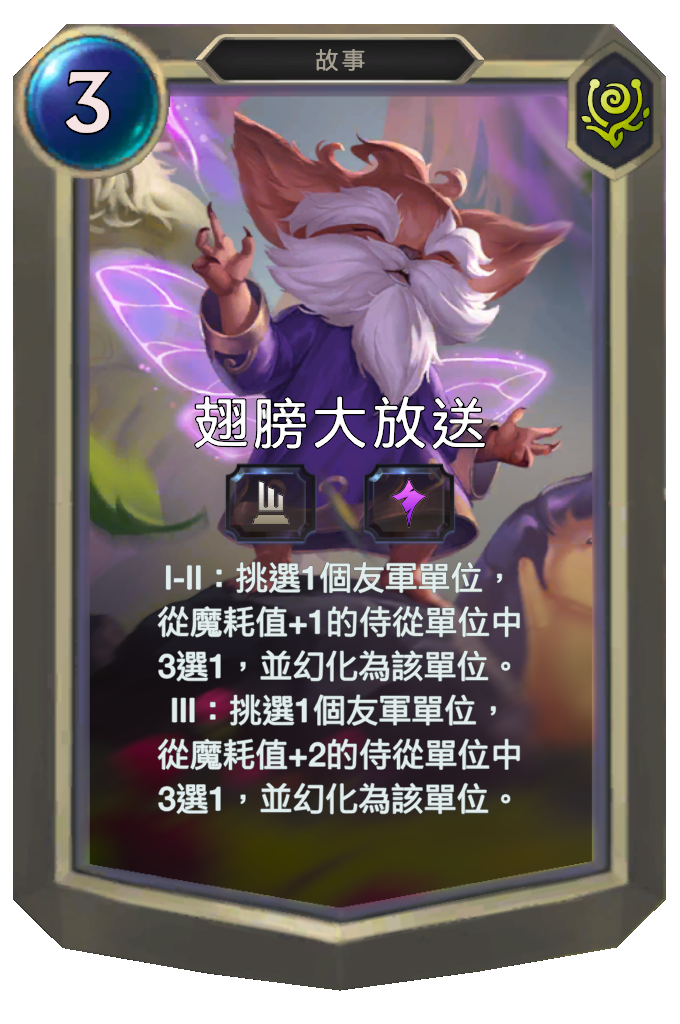 3
故事
翅膀大放送
I-II：挑選1個友軍單位，
從魔耗值+1的侍從單位中
3選1，並幻化為該單位。
III：挑選1個友軍單位，
從魔耗值+2的侍從單位中
3選1，並幻化為該單位。